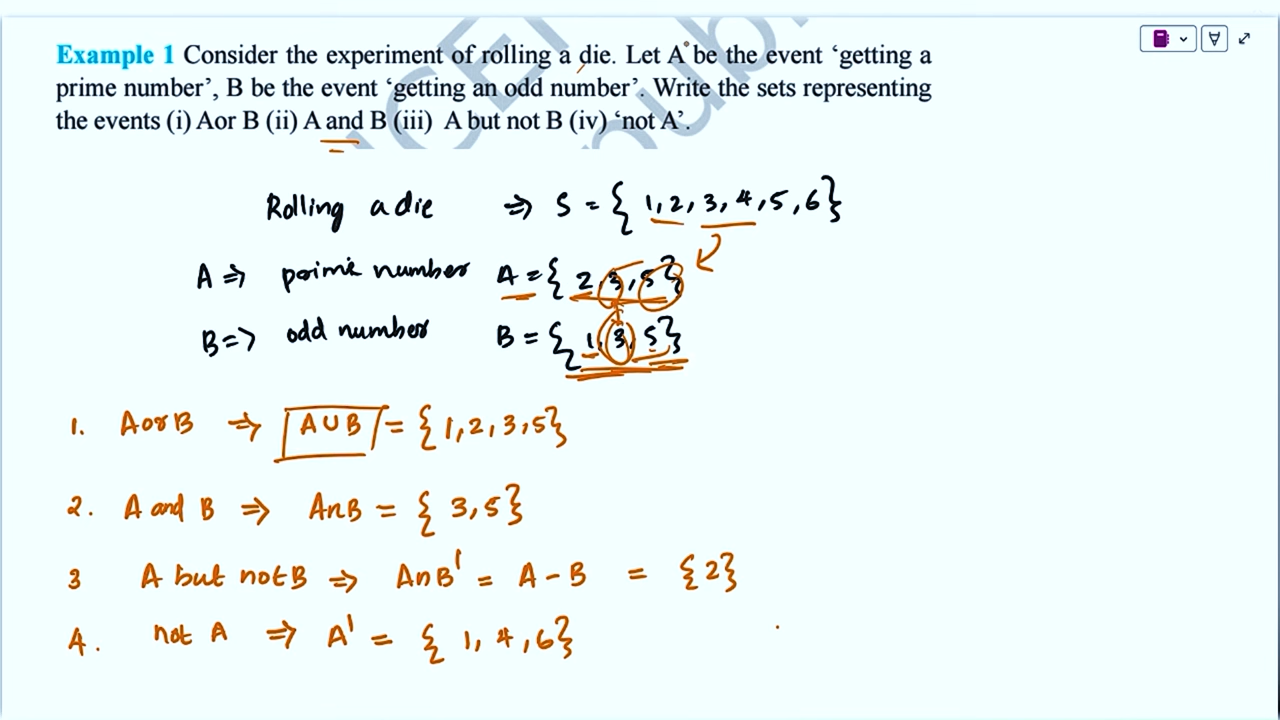 Example 1 Consider the experiment of rolling a die. Let A be the event ‘getting a
prime number’, B be the event ‘getting an odd number’. Write the sets representing
the events (i) Aor B (ii) A and B (iii) A but not B (iv) ‘not A’.
Rolling a die ⇒ S = { 1, 2, 3, 4, 5, 6}
A ⇒ prime number A = { 2, 3, 5}
B => odd number B = { 1, 3, 5}
1. A or B ⇒ A ∪ B = { 1, 2, 3, 5}
2. A and B ⇒ A∩B = { 3, 5}
3 A but not B ⇒ A∩B' = A - B = {2}
4. not A ⇒ A' = { 1, 4, 6}